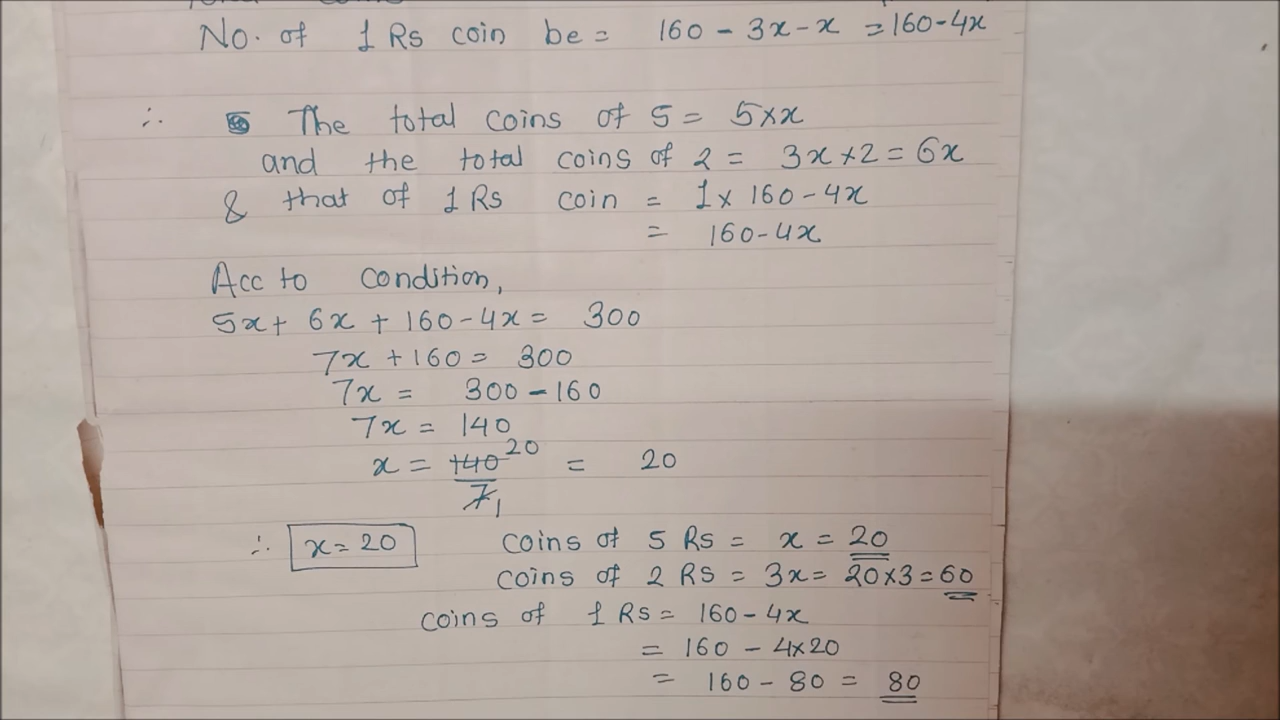 No. of 1 Rs coin be = 160 - 3x - x = 160-4x
∴ The total coins of 5 = 5×x
and the total coins of 2 = 3x×2 = 6x
& that of 1 Rs coin = 1× 160-4x
= 160-4x
Acc to condition,
5x+ 6x + 160-4x = 300
7x + 160 = 300
7x = 300 - 160
7x = 140
x = 140/7 20 1 = 20
∴ x = 20 coins of 5 Rs = x = 20
coins of 2 Rs = 3x = 20×3 = 60
coins of 1 Rs = 160-4x
= 160 - 4×20
= 160 - 80 = 80